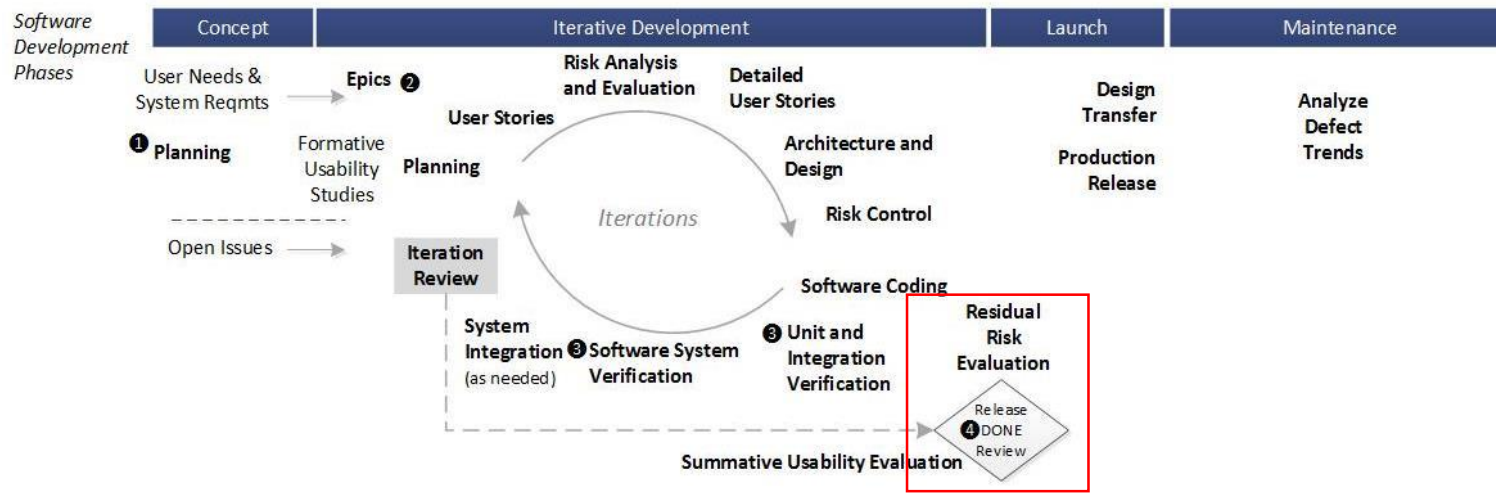 Software
Development
Phases
Concept
Iterative Development
Launch
Maintenance
User Needs &
System Reqmts
Epics ❷
Risk Analysis
and Evaluation
Detailed
User Stories
Design
Transfer
Analyze
Defect
Trends
User Stories
❶ Planning
Formative
Usability
Studies
Planning
Architecture and
Design
Production
Release
Iterations
Risk Control
Open Issues
Iteration
Review
Software Coding
System
Integration
(as needed)
❸ Software System
Verification
❸ Unit and
Integration
Verification
Residual
Risk
Evaluation
Release
❹ DONE
Review
Summative Usability Evaluation